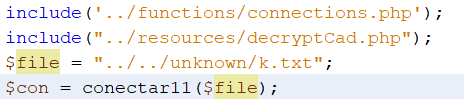 include('../functions/connections.php');
include("../resources/decryptCad.php");
$file = "../../unknown/k.txt";
$con = conectar11($file);